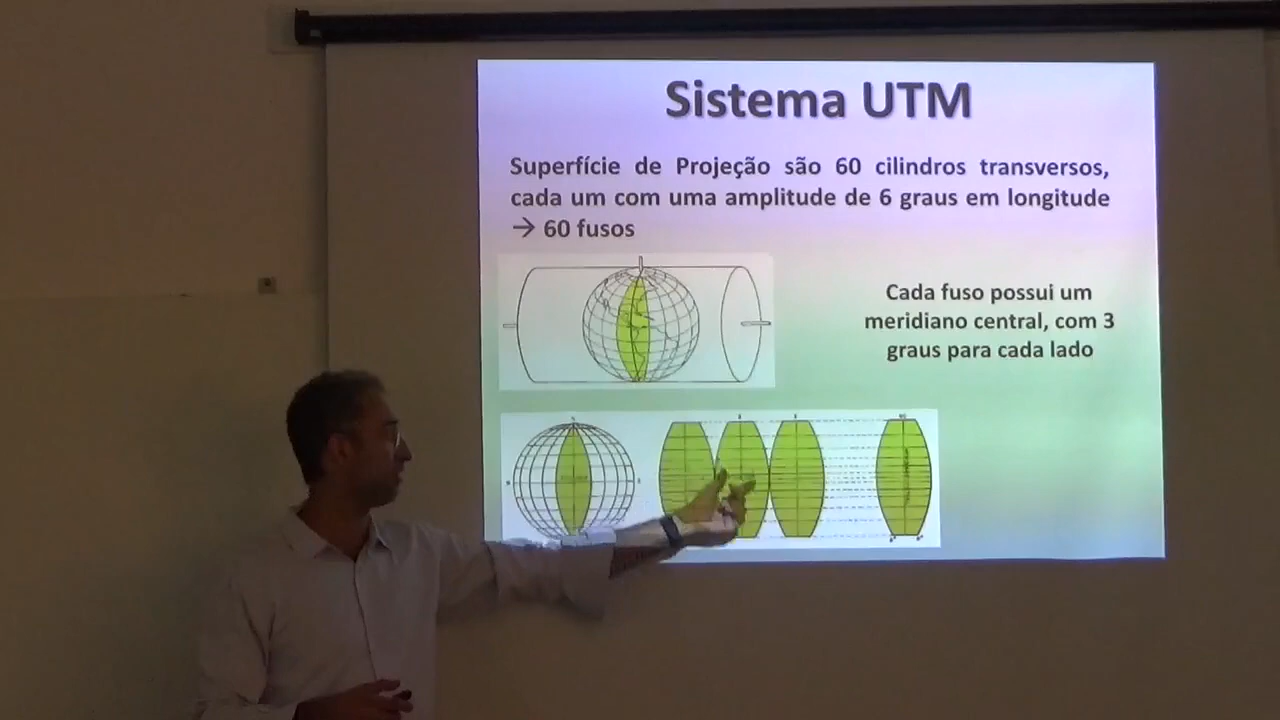 Sistema UTM
Superfície de Projeção são 60 cilindros transversos,
cada um com uma amplitude de 6 graus em longitude
→ 60 fusos
Cada fuso possui um
meridiano central, com 3
graus para cada lado